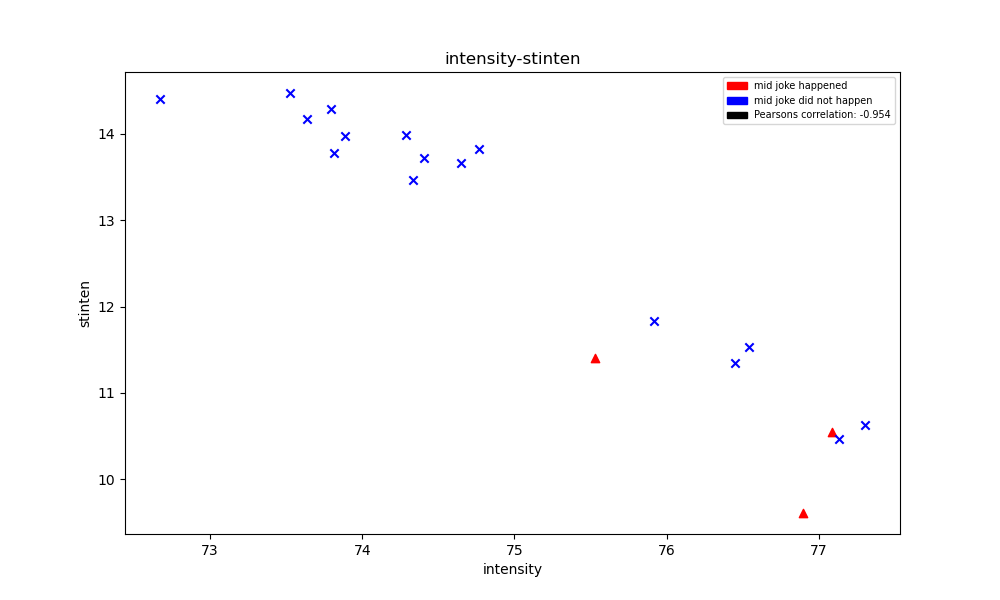 intensity-stinten
mid joke happened
mid joke did not happen
Pearsons correlation: -0.954
14
13
12
11
10
stinten
73 74 75 76 77
intensity